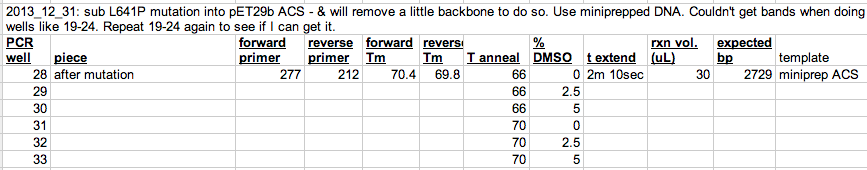 2013_12_31: sub L641P mutation into pET29b ACS - & will remove a little backbone to do so. Use miniprepped DNA. Couldn't get bands when doing
wells like 19-24. Repeat 19-24 again to see if I can get it.
PCR well piece forward primer reverse primer forward Tm revers Tm T anneal % DMSO t extend rxn vol. (uL) expected bp template
28 after mutation 277 212 70.4 69.8 66 0 2m 10sec 30 2729 miniprep ACS
29 66 2.5
30 66 5
31 70 0
32 70 2.5
33 70 5